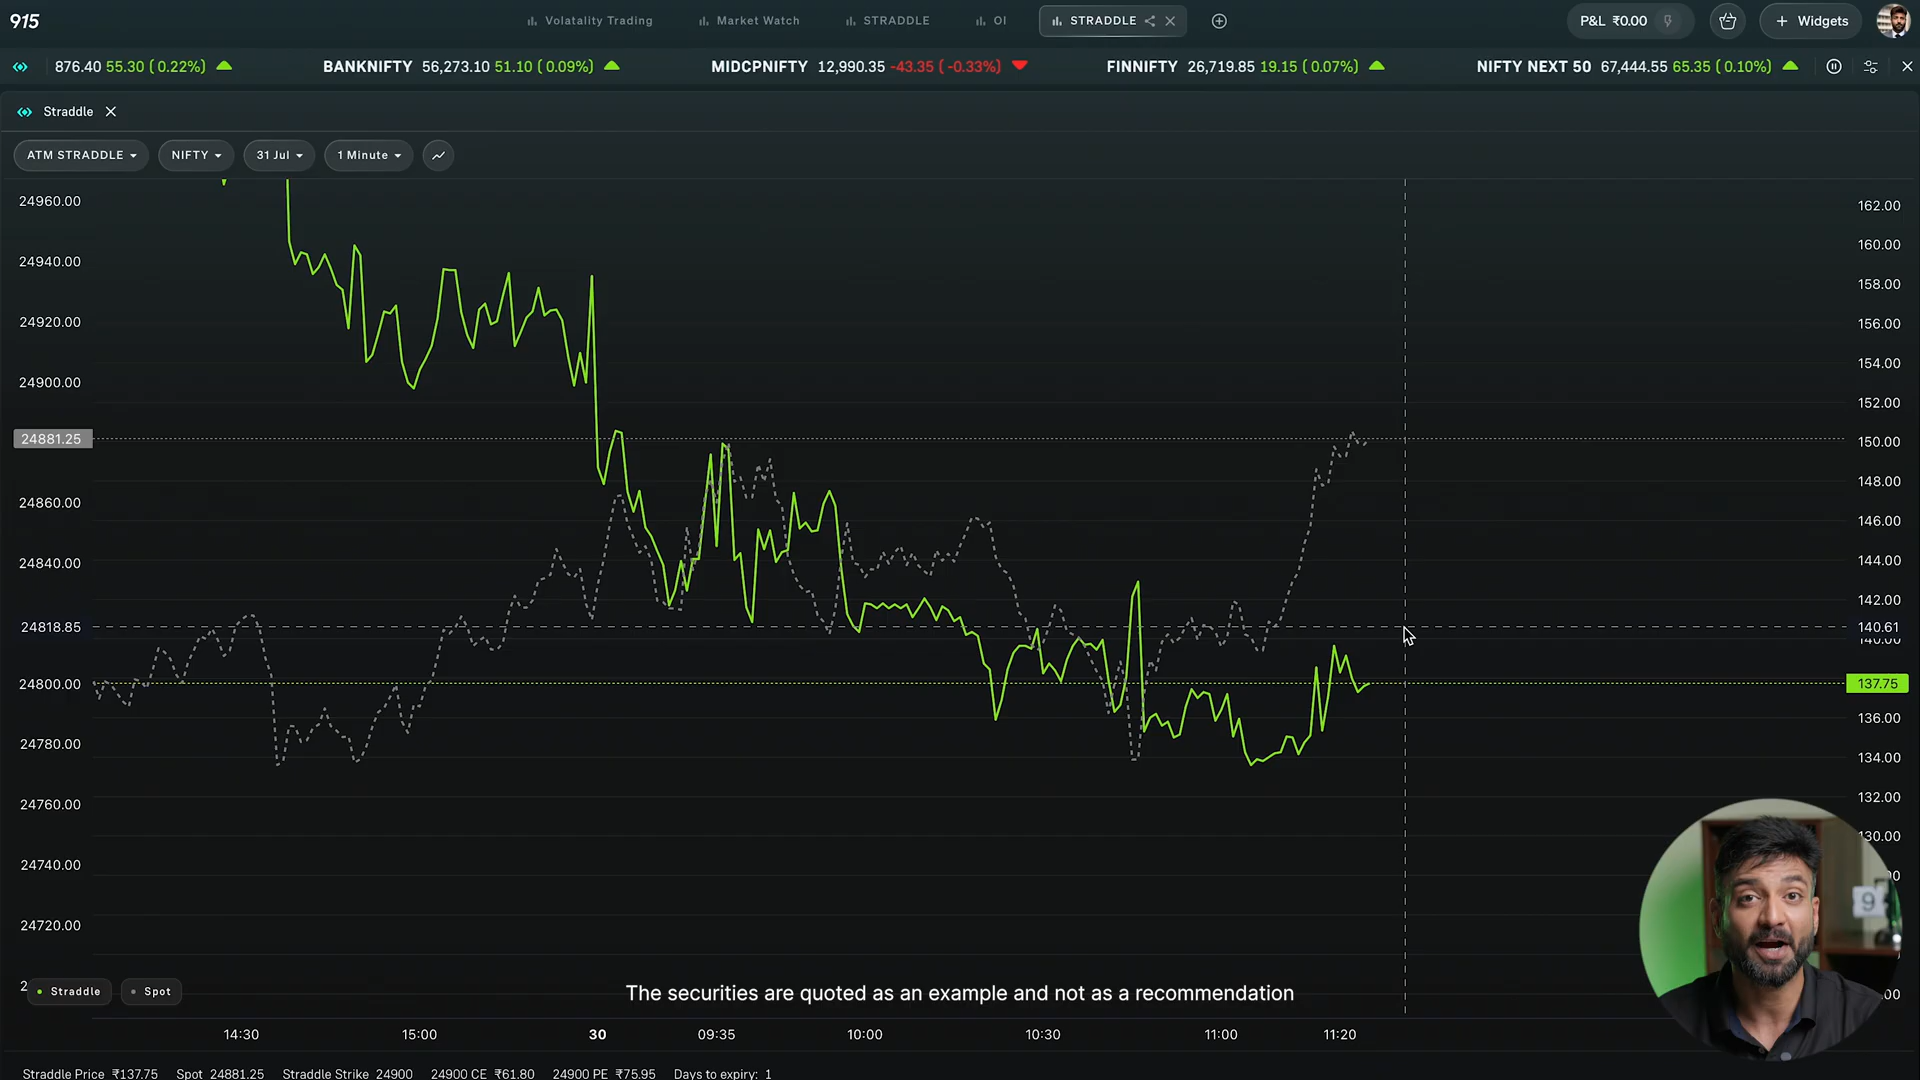 915
Volatality Trading
Market Watch
STRADDLE
OI
STRADDLE
P&L ₹0.00
+ Widgets
876.40 55.30 ( 0.22%)
BANKNIFTY 56,273.10 51.10 ( 0.09%)
MIDCPNIFTY 12,990.35 -43.35 ( -0.33%)
FINNIFTY 26,719.85 19.15 ( 0.07%)
NIFTY NEXT 50 67,444.55 65.35 ( 0.10%)
Straddle
ATM STRADDLE
NIFTY
31 Jul
1 Minute
24960.00
24940.00
24920.00
24900.00
24881.25
24860.00
24840.00
24818.85
24800.00
24780.00
24760.00
24740.00
24720.00
162.00
160.00
158.00
156.00
154.00
152.00
150.00
148.00
146.00
144.00
142.00
140.61
140.00
137.75
136.00
134.00
132.00
130.00
9
Straddle
Spot
The securities are quoted as an example and not as a recommendation
14:30
15:00
30
09:35
10:00
10:30
11:00
11:20
Straddle Price ₹137.75 Spot 24881.25 Straddle Strike 24900 24900 CE ₹61.80 24900 PE ₹75.95 Days to expiry: 1